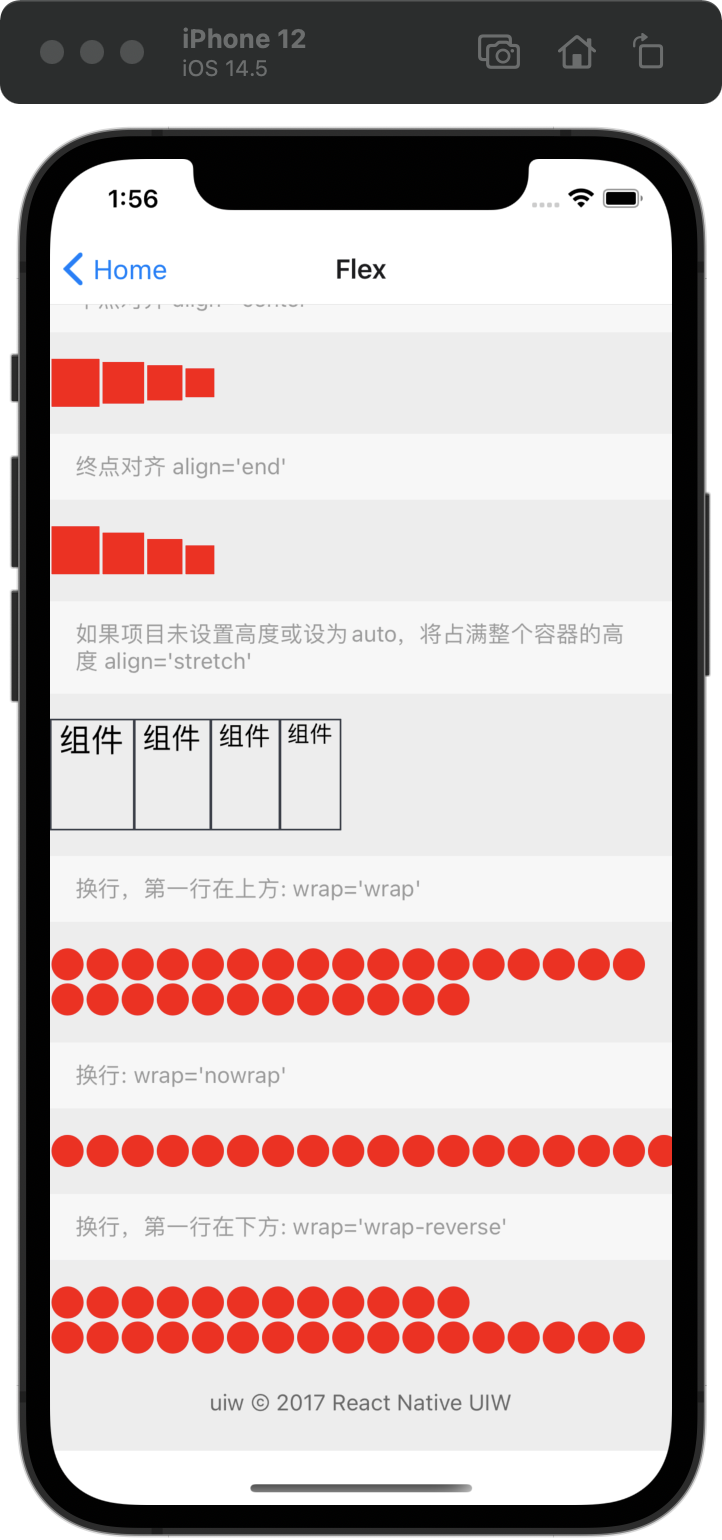 iPhone 12
iOS 14.5
1:56
Home
Flex
终点对齐 align='end'
如果项目未设置高度或设为auto，将占满整个容器的高
度 align='stretch'
组件 组件 组件 组件
换行，第一行在上方: wrap='wrap'
换行: wrap='nowrap'
换行，第一行在下方: wrap='wrap-reverse'
uiw © 2017 React Native UIW